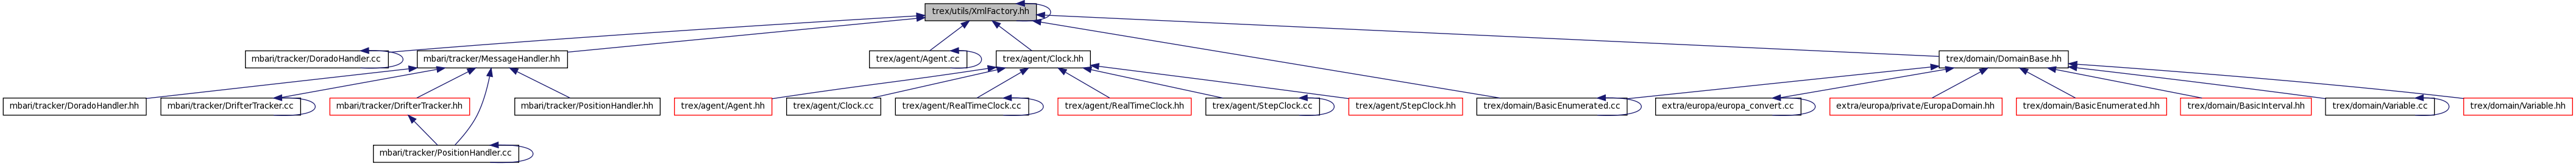 trex/utils/XmlFactory.hh
mbari/tracker/DoradoHandler.cc
mbari/tracker/MessageHandler.hh
trex/agent/Agent.cc
trex/agent/Clock.hh
trex/domain/DomainBase.hh
mbari/tracker/DoradoHandler.hh
mbari/tracker/DrifterTracker.cc
mbari/tracker/DrifterTracker.hh
mbari/tracker/PositionHandler.hh
trex/agent/Agent.hh
trex/agent/Clock.cc
trex/agent/RealTimeClock.cc
trex/agent/RealTimeClock.hh
trex/agent/StepClock.cc
trex/agent/StepClock.hh
trex/domain/BasicEnumerated.cc
extra/europa/europa_convert.cc
extra/europa/private/EuropaDomain.hh
trex/domain/BasicEnumerated.hh
trex/domain/BasicInterval.hh
trex/domain/Variable.cc
trex/domain/Variable.hh
mbari/tracker/PositionHandler.cc